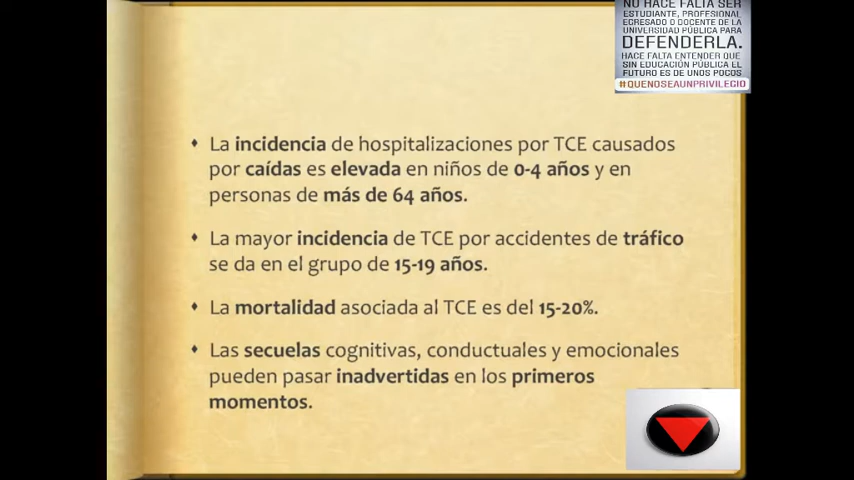 NO HACE FALTA SER
ESTUDIANTE, PROFESIONAL
EGRESADO O DOCENTE DE LA
UNIVERSIDAD PÚBLICA PARA
DEFENDERLA.
HACE FALTA ENTENDER QUE
SIN EDUCACIÓN PÚBLICA EL
FUTURO ES DE UNOS POCOS
#QUENOSEAUNPRIVILEGIO
♦ La incidencia de hospitalizaciones por TCE causados
por caídas es elevada en niños de 0-4 años y en
personas de más de 64 años.
♦ La mayor incidencia de TCE por accidentes de tráfico
se da en el grupo de 15-19 años.
♦ La mortalidad asociada al TCE es del 15-20%.
♦ Las secuelas cognitivas, conductuales y emocionales
pueden pasar inadvertidas en los primeros
momentos.